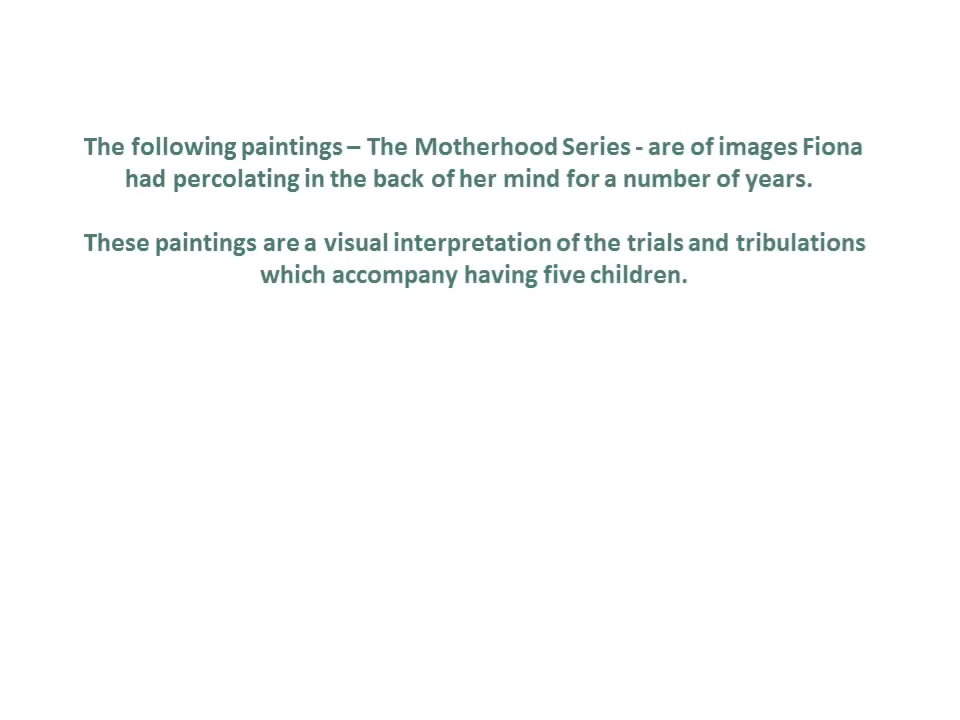 The following paintings – The Motherhood Series - are of images Fiona
had percolating in the back of her mind for a number of years.
These paintings are a visual interpretation of the trials and tribulations
which accompany having five children.